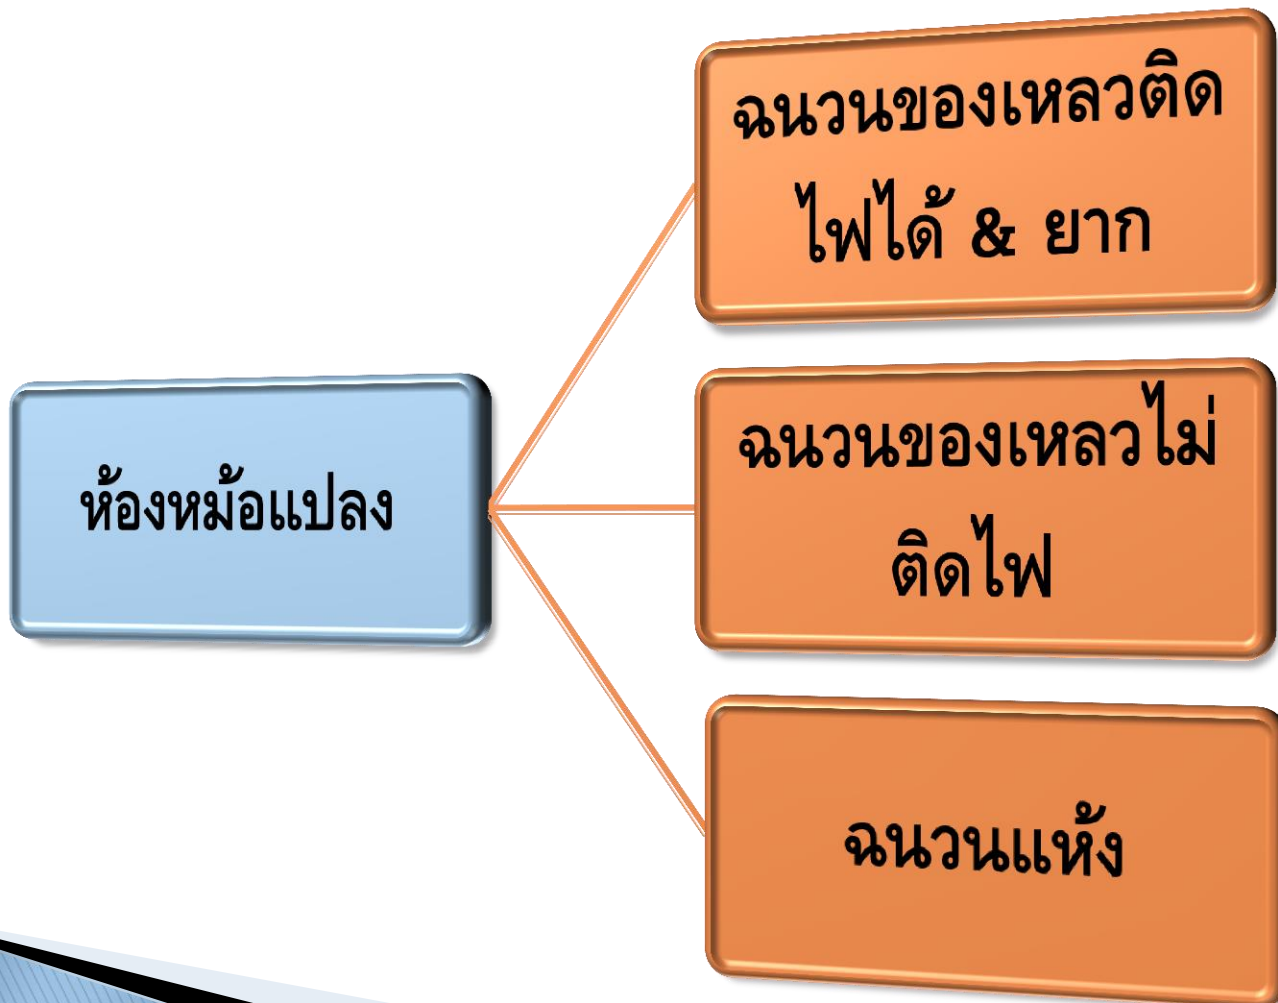 ห้องหม้อแปลง
ฉนวนของเหลวติด
ไฟได้ & ยาก
ฉนวนของเหลวไม่
ติดไฟ
ฉนวนแห้ง